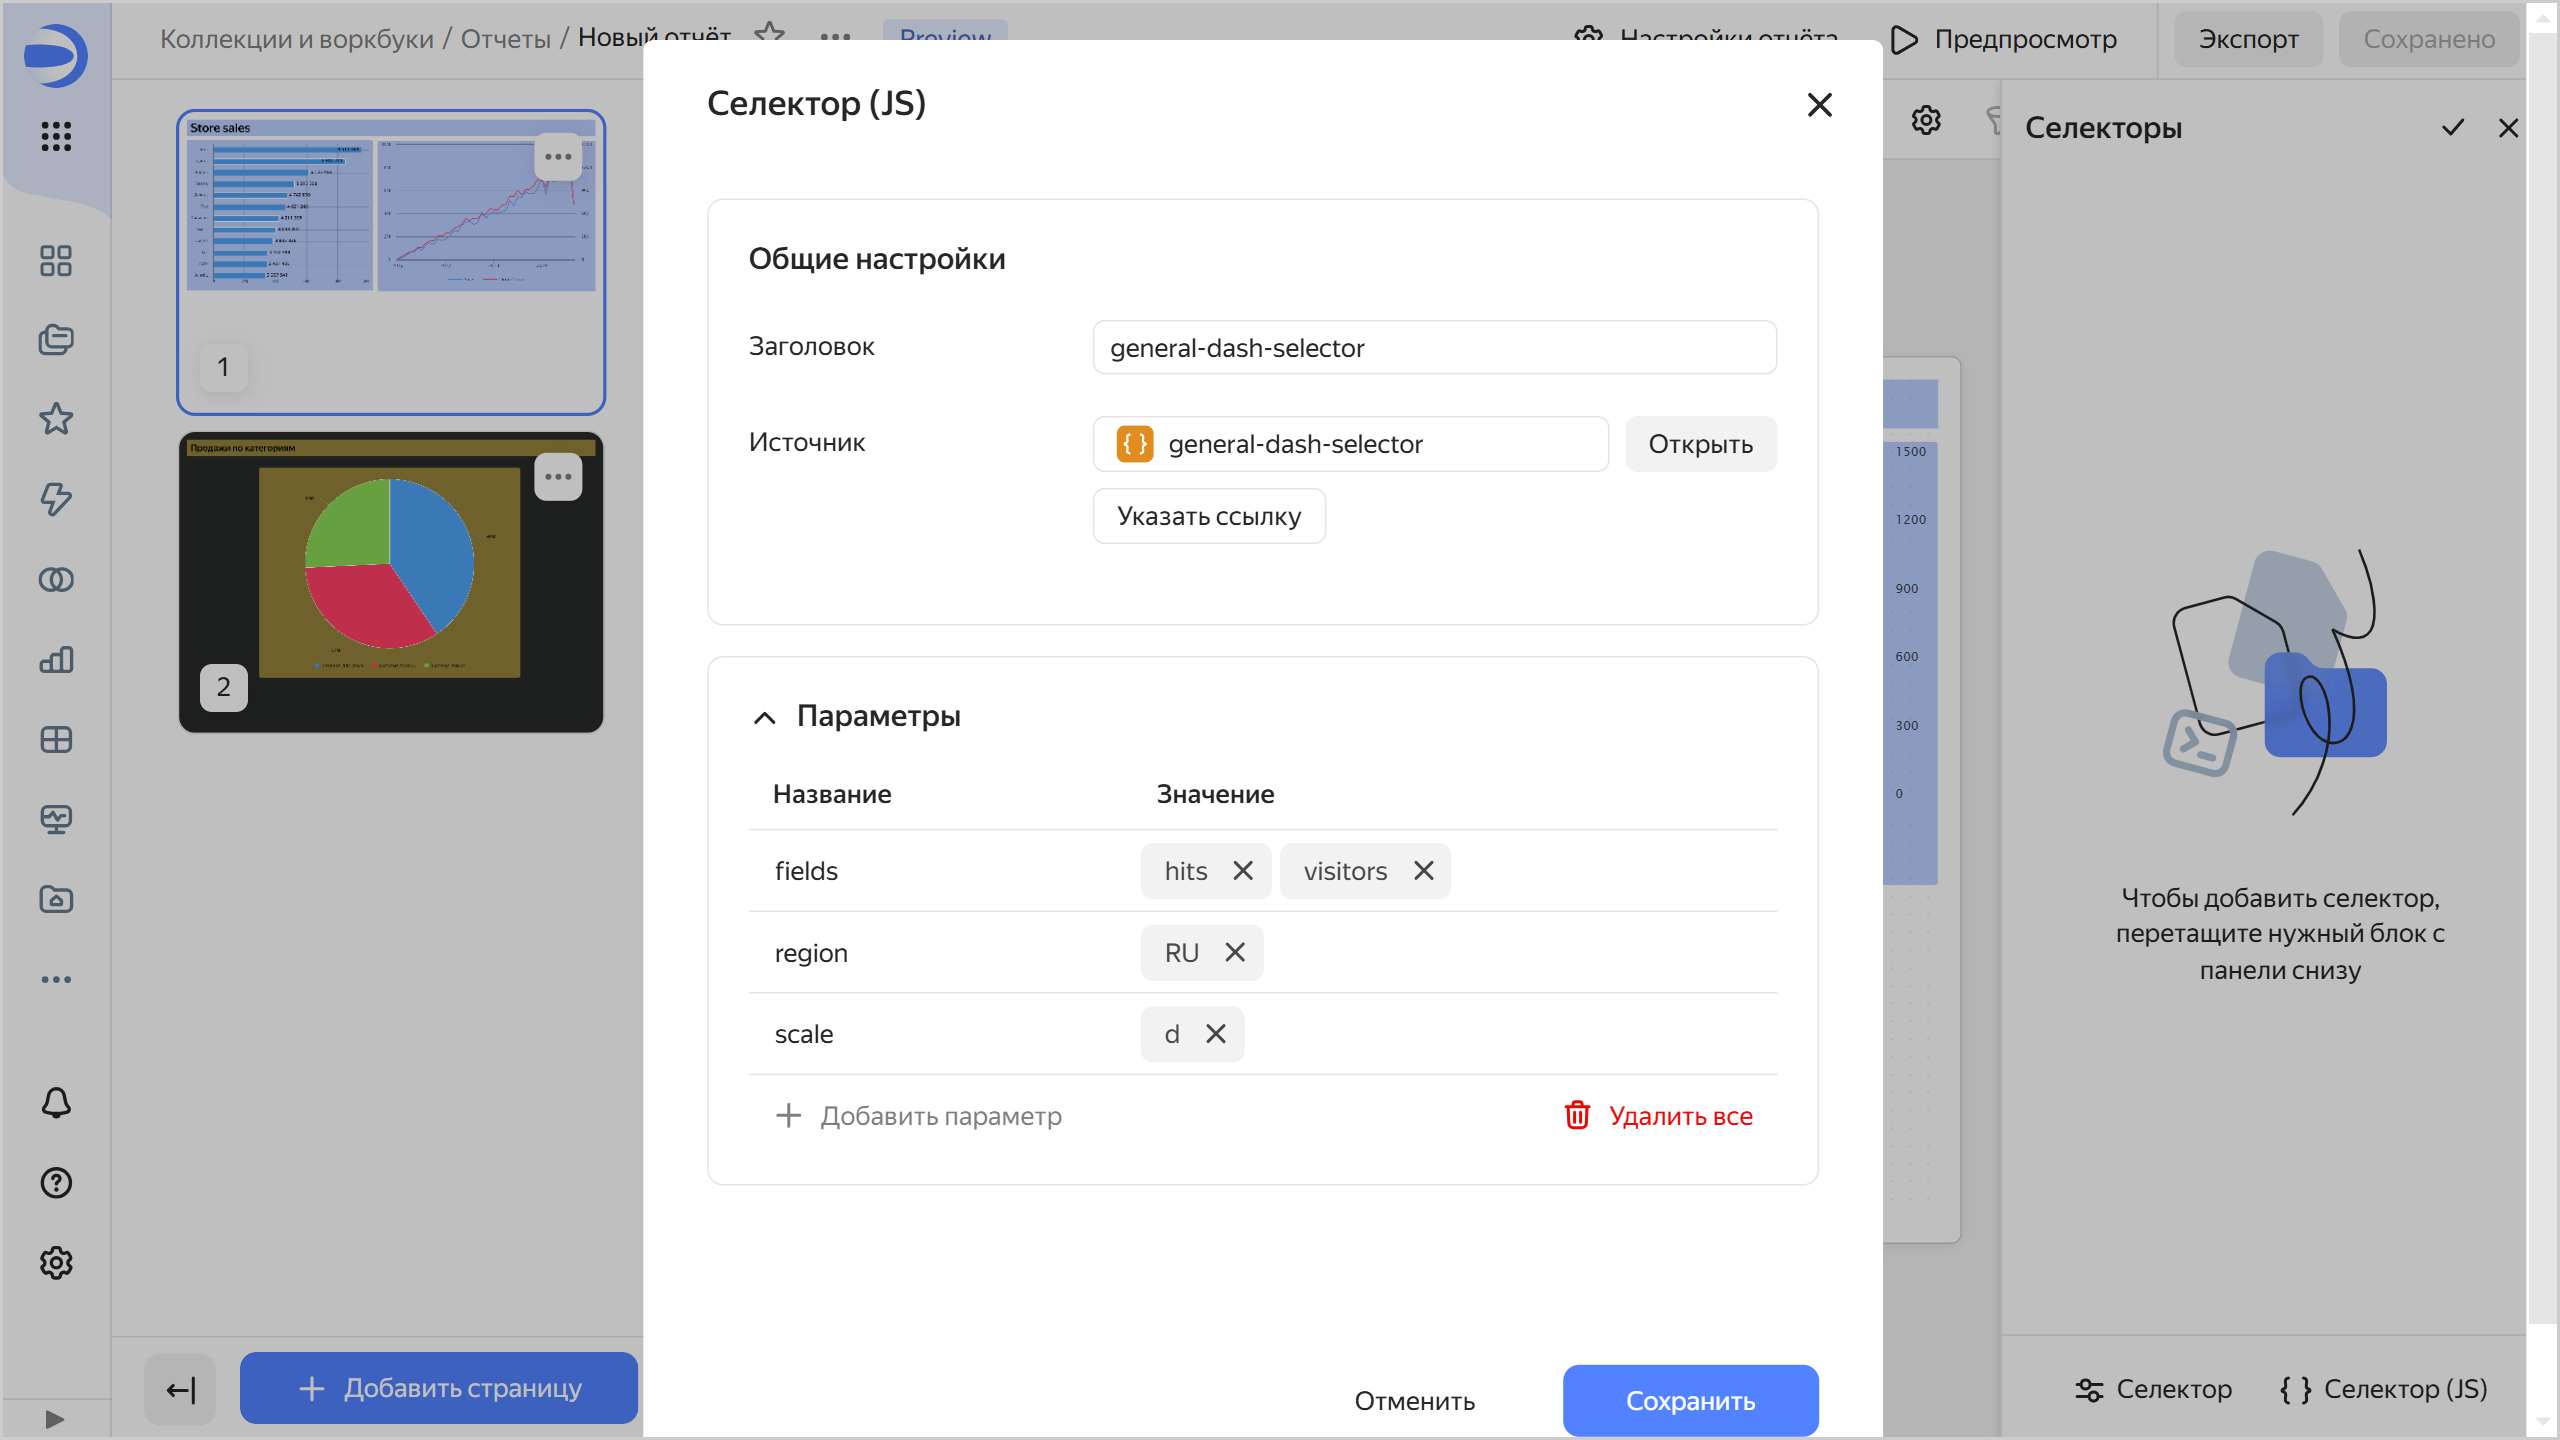 Коллекции и воркбуки / Отчеты / Новый отчёт
Preview
Настройки отчёта
Предпросмотр
Экспорт
Сохранено
Store sales
1
Продажи по категориям
2
Добавить страницу
Селектор (JS)
Общие настройки
Заголовок
general-dash-selector
Источник
general-dash-selector
Открыть
Указать ссылку
Параметры
Название Значение
fields hits visitors
region RU
scale d
Добавить параметр
Удалить все
Отменить
Сохранить
1500
1200
900
600
300
0
Селекторы
Чтобы добавить селектор,
перетащите нужный блок с
панели снизу
Селектор
Селектор (JS)